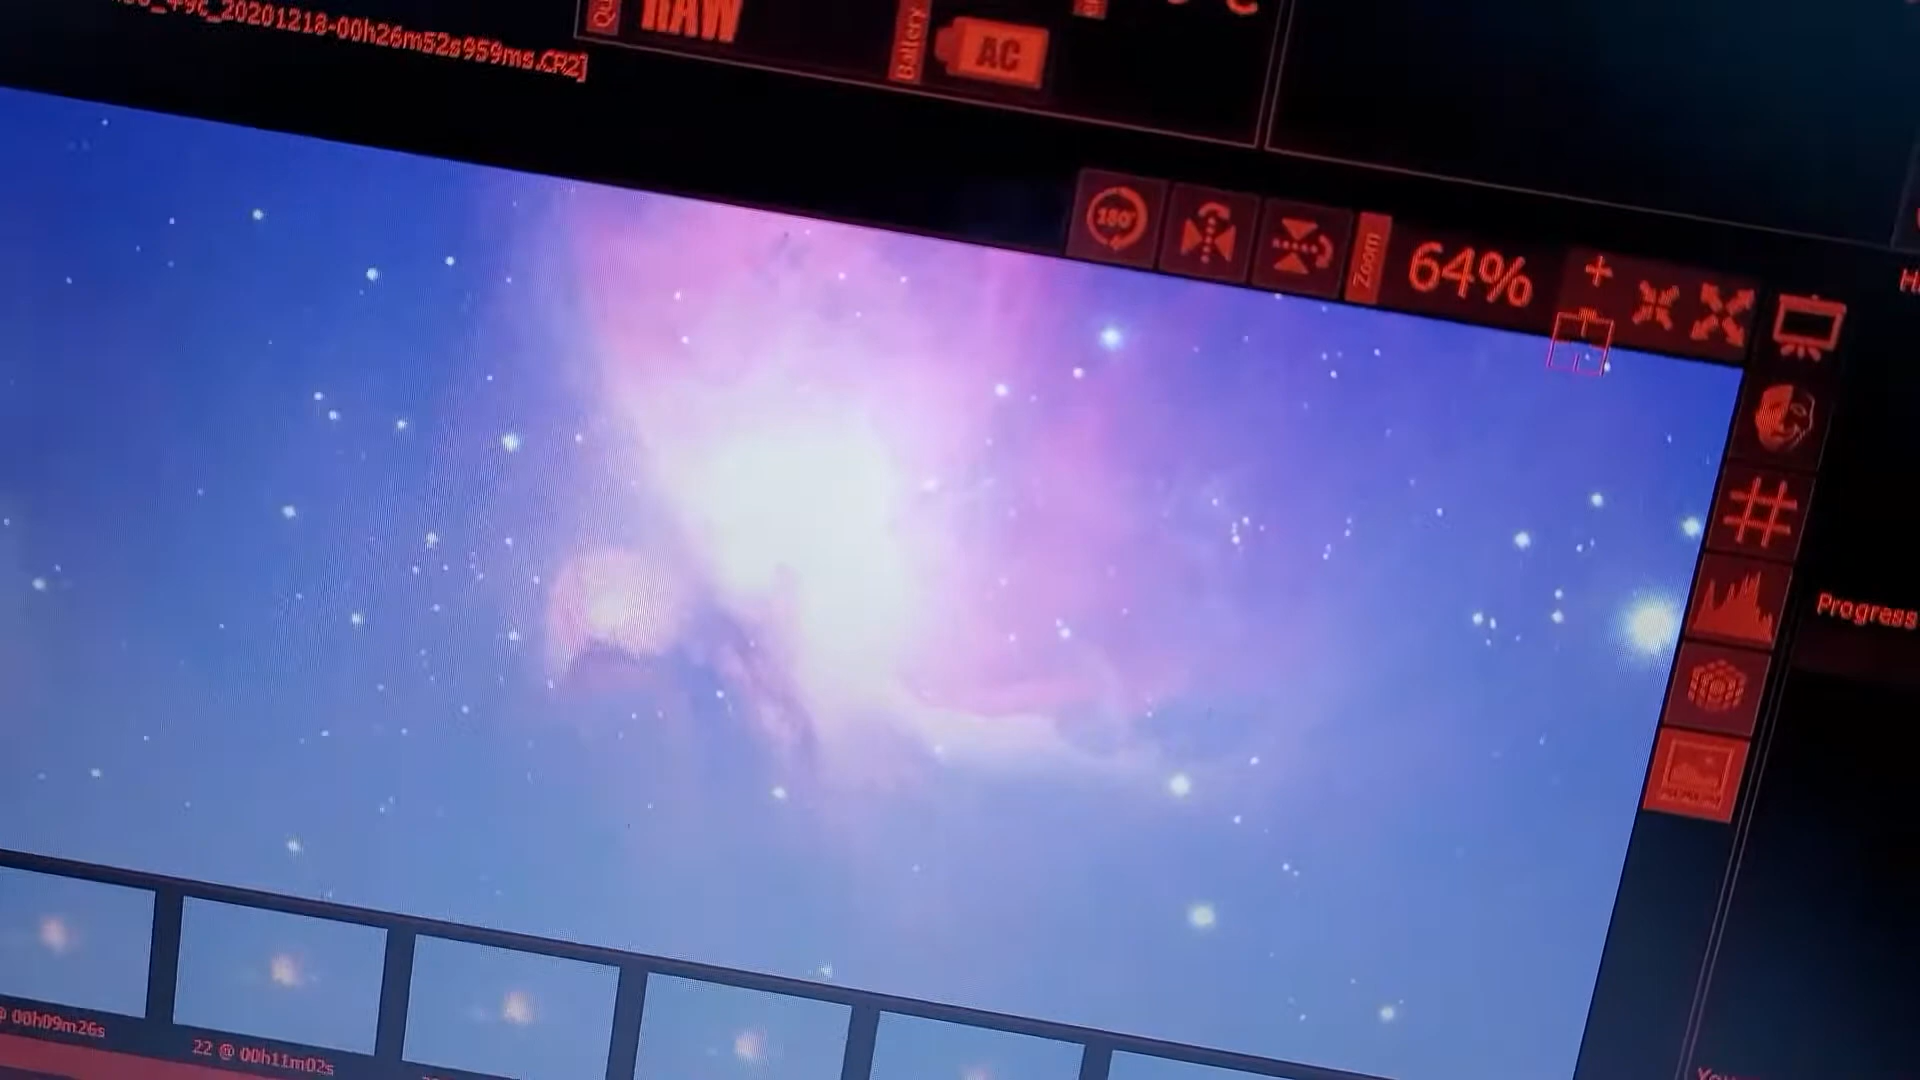 RAW
_20201218-00h26m52s959ms.CR2]
Battery
AC
180°
Zoom
64%
+
Progress
00h09m26s
22 @ 00h11m02s